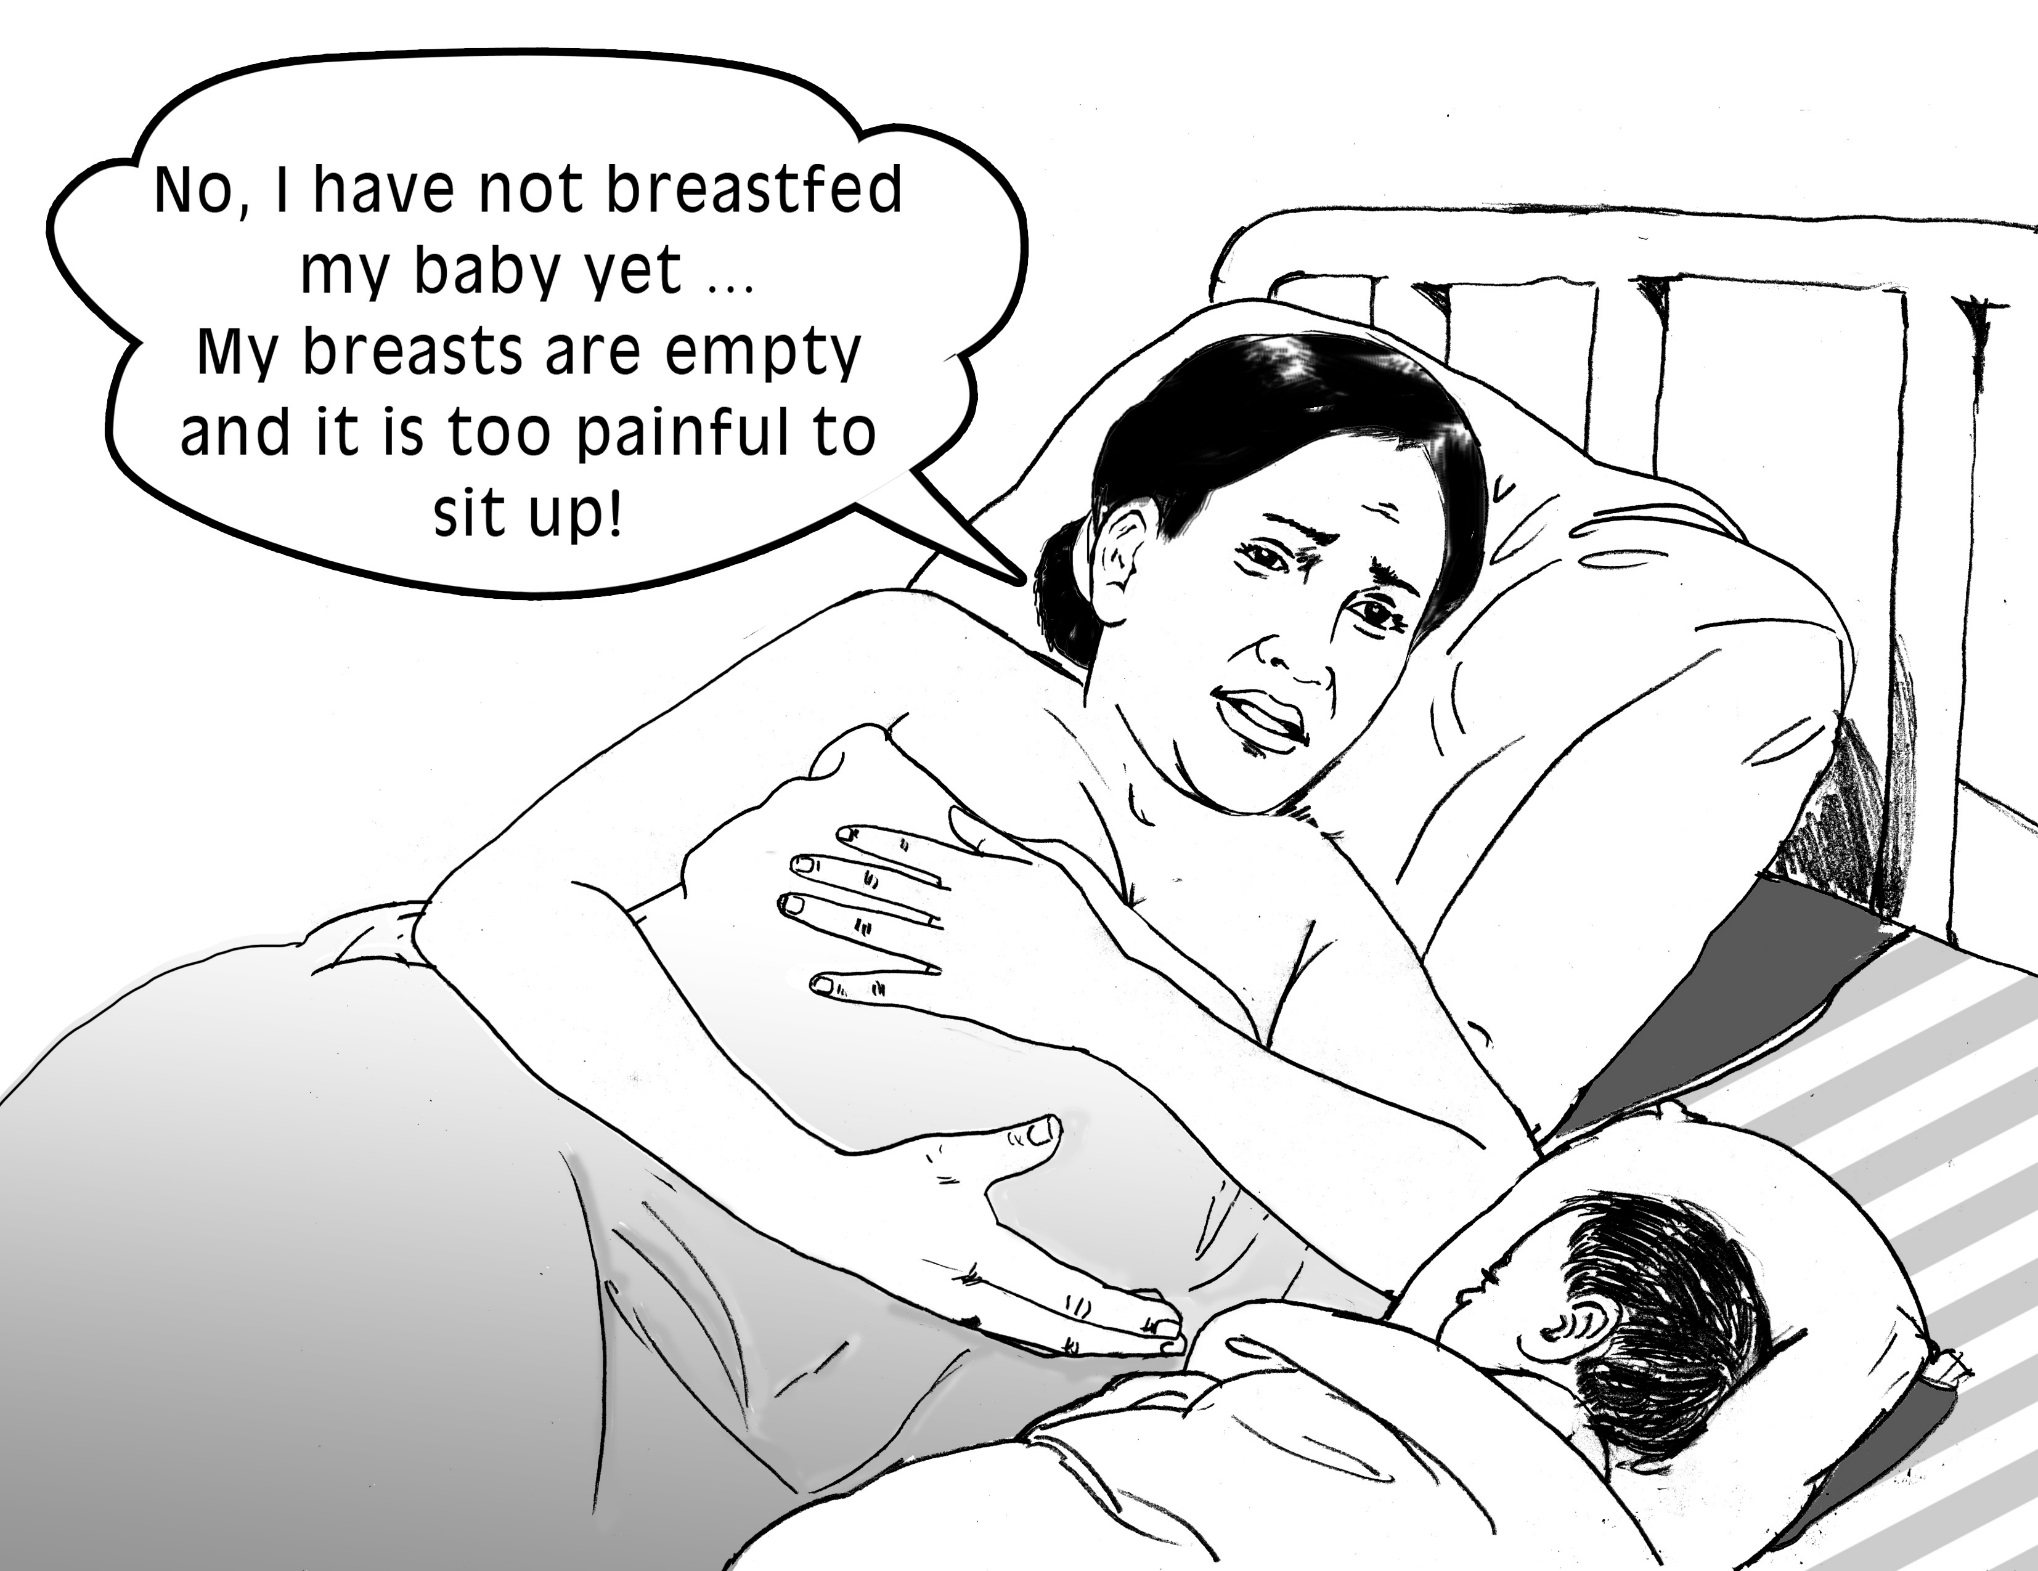 No, I have not breastfed
my baby yet ...
My breasts are empty
and it is too painful to
sit up!